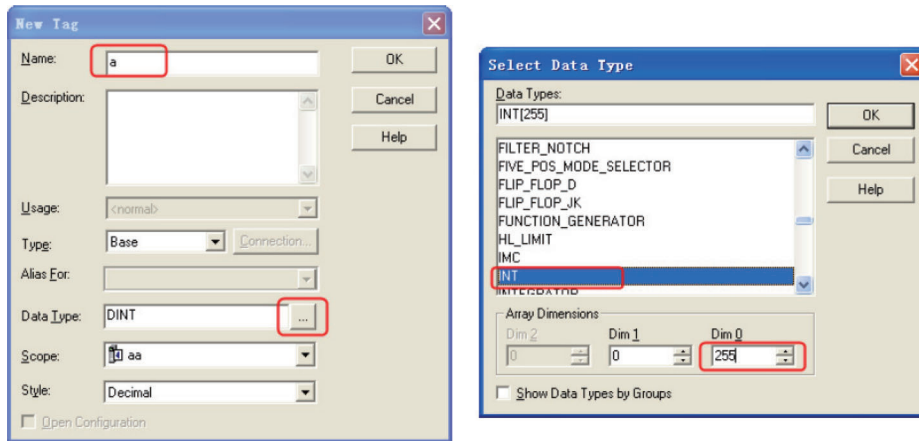 New Tag
Name:
a
OK
Description:
Cancel
Help
Usage:
<normal>
Type:
Base
Connection...
Alias For:
Data Type:
DINT
...
Scope:
aa
Style:
Decimal
Open Configuration
Select Data Type
Data Types:
INT[255]
OK
FILTER_NOTCH
Cancel
FIVE_POS_MODE_SELECTOR
FLIP_FLOP_D
Help
FLIP_FLOP_JK
FUNCTION_GENERATOR
HL_LIMIT
IMC
INT
INTEGRATOR
Array Dimensions
Dim 2 Dim 1 Dim 0
0 0 255
Show Data Types by Groups